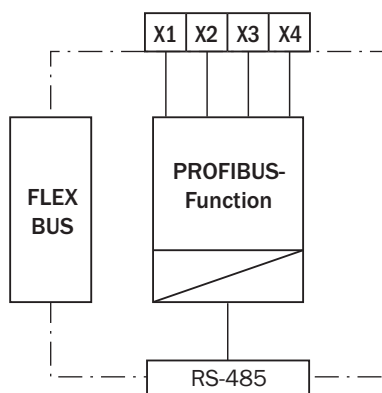 X1 X2 X3 X4
FLEX
BUS
PROFIBUS-
Function
RS-485